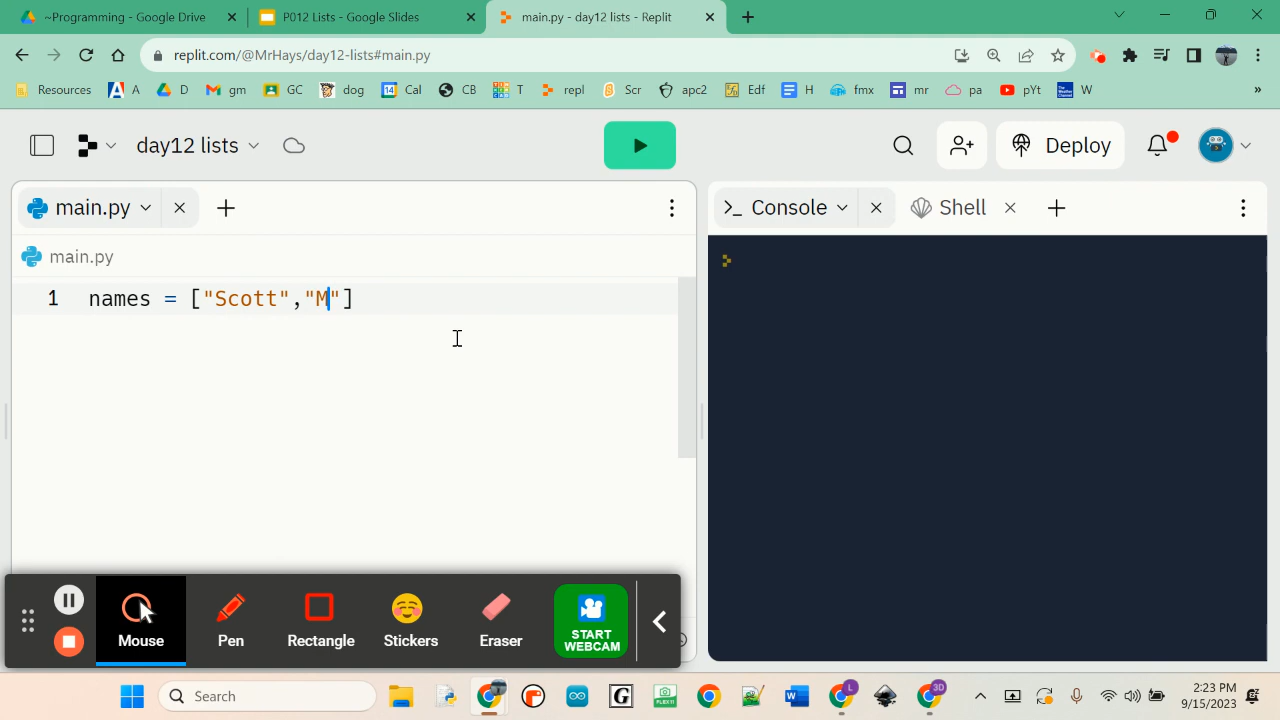 ~Programming - Google Drive
P012 Lists - Google Slides
main.py - day12 lists - Replit
replit.com/@MrHays/day12-lists#main.py
Resources A D gm GC dog Cal CB T repl Scr apc2 Edf H fmx mr pa pYt W »
day12 lists Deploy
main.py Console Shell
main.py
1 names = ["Scott","M"]
Mouse Pen Rectangle Stickers Eraser START WEBCAM
Search
2:23 PM
9/15/2023